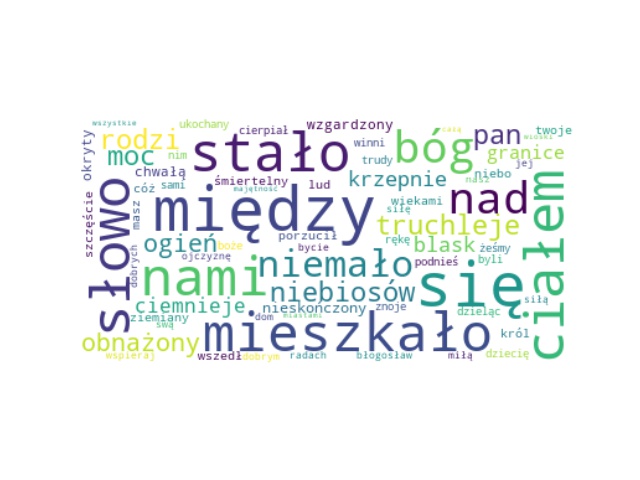 wszystkie ukochany wzgardzony rasą twoje
rodzi cierpiał winni bóg pan wioski
okryty moc nim stało granice
chwałą trudy krzepnie niebo jej
cóż sami śmiertelny lud nasz
słowo masz majętność wiekami nad ciałem
szczęście między siłę truchleje
ogień boże porzucił rękę blask żeśmy
dobrych ojczyznę bycie podnieś byli
nami niemało się
niebiosów siłą
ciemnieje nieskończony znoje dzieląc
ziemiany swą dom miastami
obnażony mieszkało król
wspieraj wszedł dobrym radach błogosław miłą dziecię